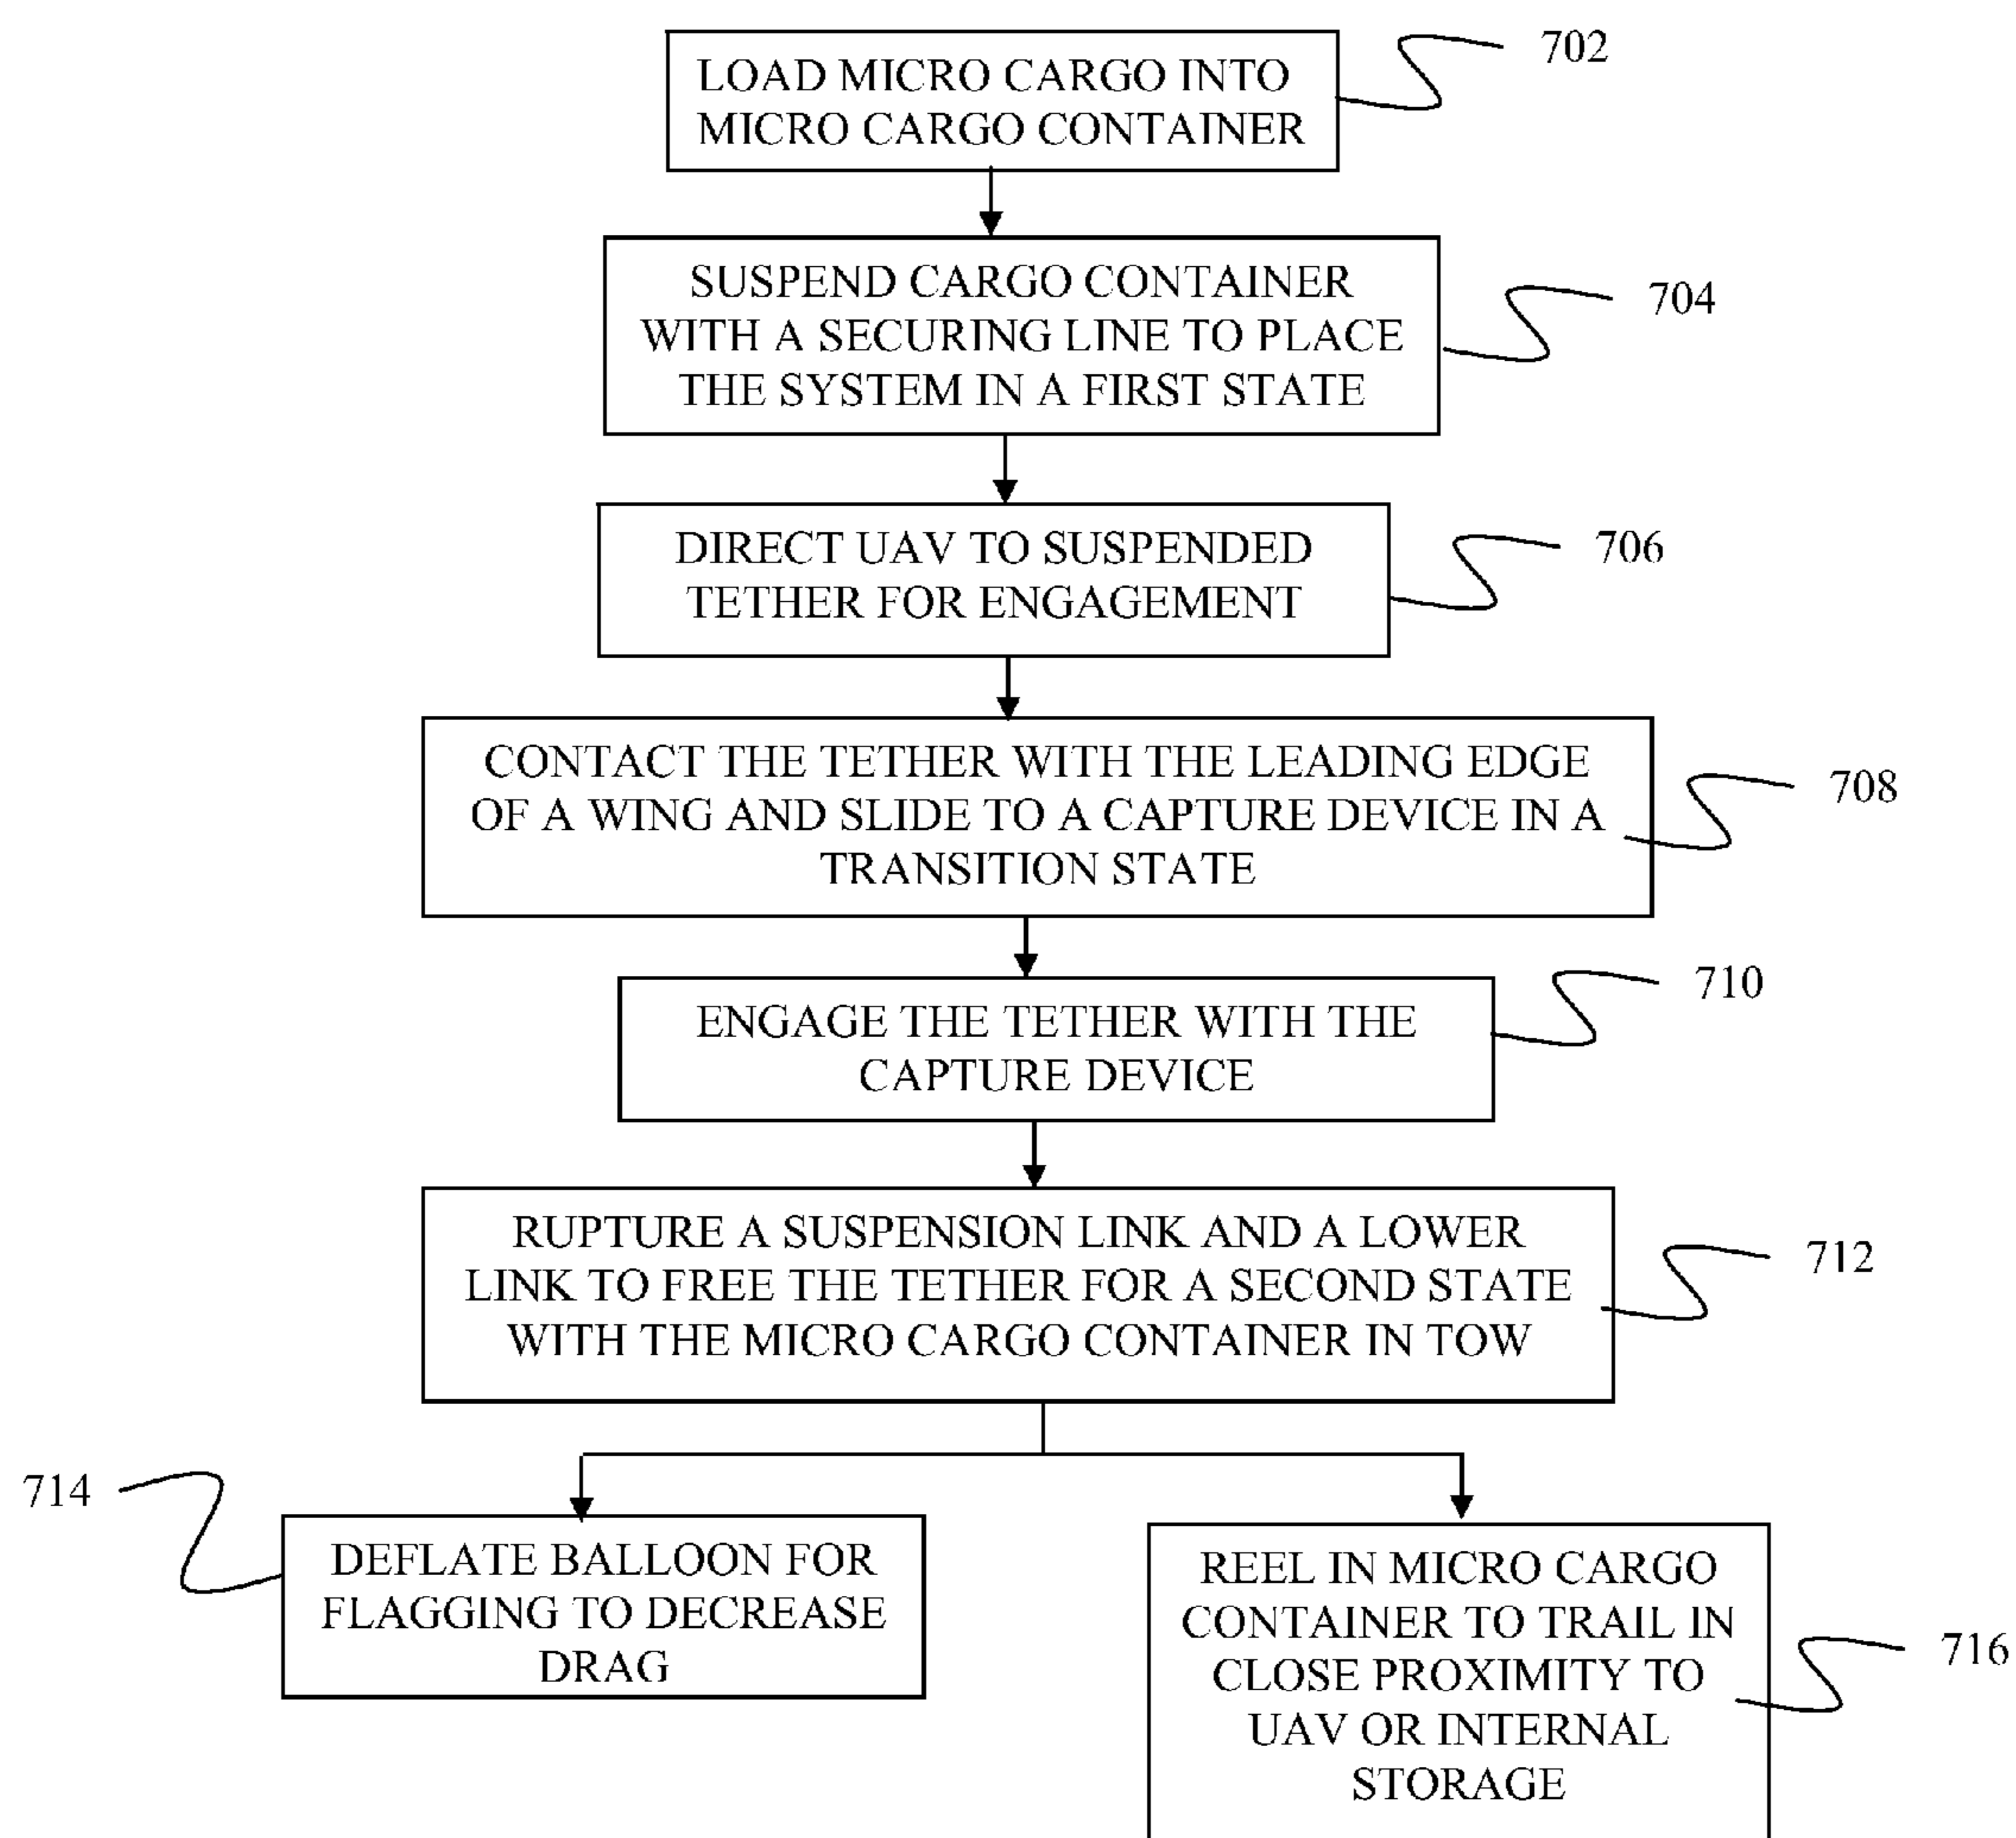 LOAD MICRO CARGO INTO
MICRO CARGO CONTAINER
702
SUSPEND CARGO CONTAINER
WITH A SECURING LINE TO PLACE
THE SYSTEM IN A FIRST STATE
704
DIRECT UAV TO SUSPENDED
TETHER FOR ENGAGEMENT
706
CONTACT THE TETHER WITH THE LEADING EDGE
OF A WING AND SLIDE TO A CAPTURE DEVICE IN A
TRANSITION STATE
708
ENGAGE THE TETHER WITH THE
CAPTURE DEVICE
710
RUPTURE A SUSPENSION LINK AND A LOWER
LINK TO FREE THE TETHER FOR A SECOND STATE
WITH THE MICRO CARGO CONTAINER IN TOW
712
714
DEFLATE BALLOON FOR
FLAGGING TO DECREASE
DRAG
REEL IN MICRO CARGO
CONTAINER TO TRAIL IN
CLOSE PROXIMITY TO
UAV OR INTERNAL
STORAGE
716